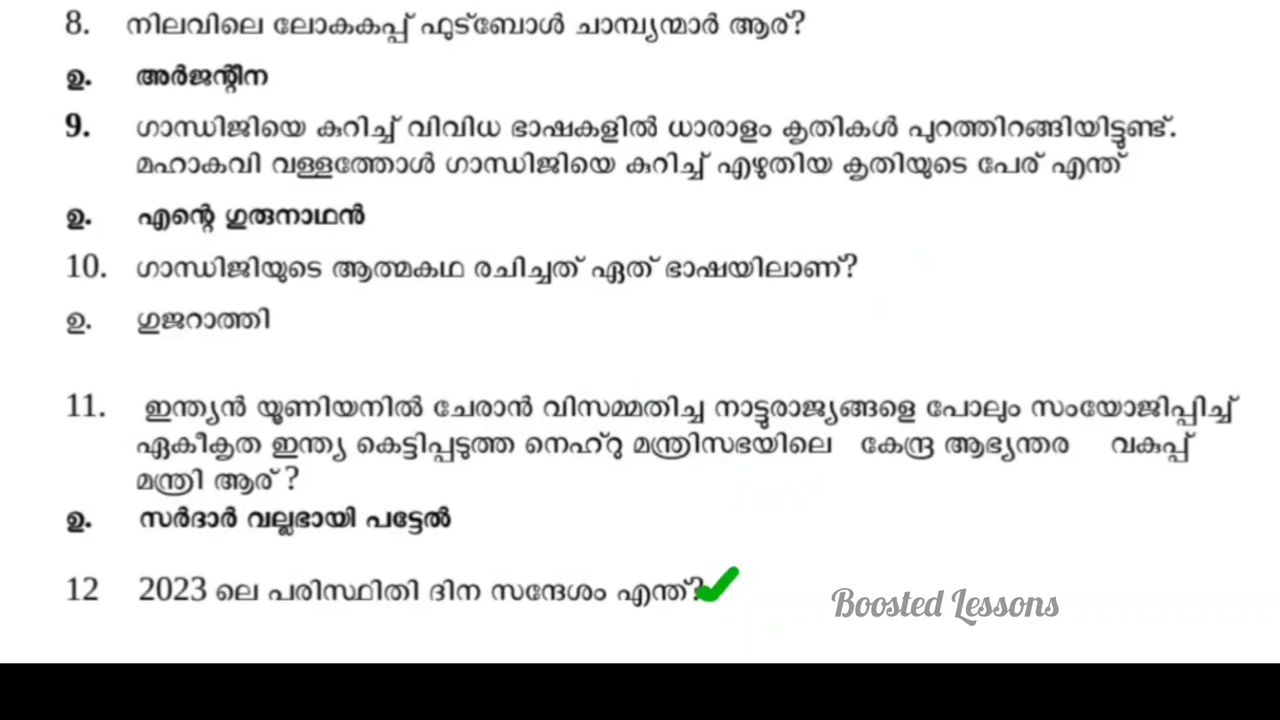 8. നിലവിലെ ലോകകപ്പ് ഫുട്ബോൾ ചാമ്പ്യന്മാർ ആര്?
ഉ. അർജന്റീന
9. ഗാന്ധിജിയെ കുറിച്ച് വിവിധ ഭാഷകളിൽ ധാരാളം കൃതികൾ പുറത്തിറങ്ങിയിട്ടുണ്ട്.
മഹാകവി വള്ളത്തോൾ ഗാന്ധിജിയെ കുറിച്ച് എഴുതിയ കൃതിയുടെ പേര് എന്ത്
ഉ. എന്റെ ഗുരുനാഥൻ
10. ഗാന്ധിജിയുടെ ആത്മകഥ രചിച്ചത് ഏത് ഭാഷയിലാണ്?
ഉ. ഗുജറാത്തി
11. ഇന്ത്യൻ യൂണിയനിൽ ചേരാൻ വിസമ്മതിച്ച നാട്ടുരാജ്യങ്ങളെ പോലും സംയോജിപ്പിച്ച്
ഏകീകൃത ഇന്ത്യ കെട്ടിപ്പടുത്ത നെഹ്റു മന്ത്രിസഭയിലെ കേന്ദ്ര ആഭ്യന്തര വകുപ്പ്
മന്ത്രി ആര് ?
ഉ. സർദാർ വല്ലഭായി പട്ടേൽ
12 2023 ലെ പരിസ്ഥിതി ദിന സന്ദേശം എന്ത്?
Boosted Lessons